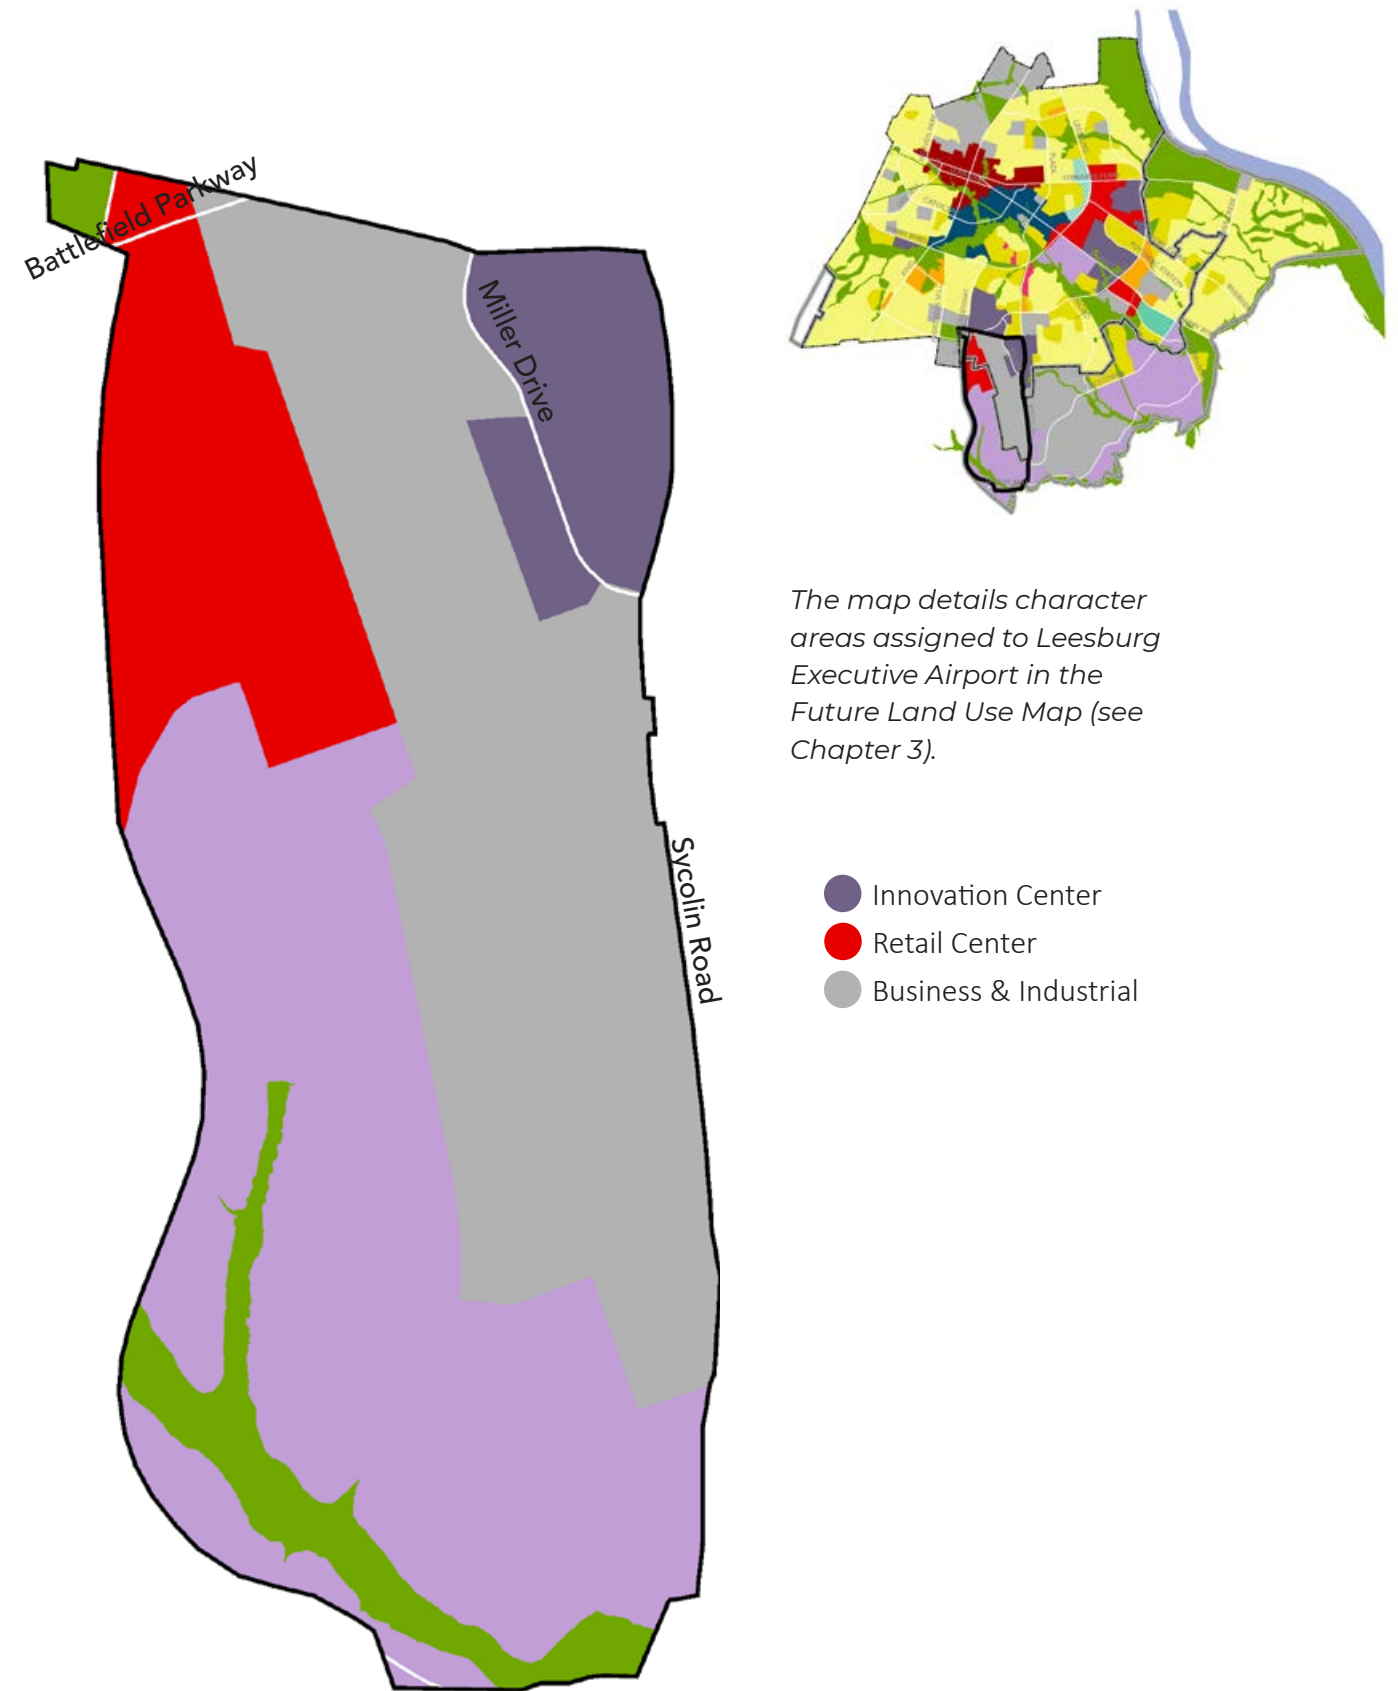 Battlefield Parkway
Miller Drive
Sycolin Road
The map details character
areas assigned to Leesburg
Executive Airport in the
Future Land Use Map (see
Chapter 3).
Innovation Center
Retail Center
Business & Industrial